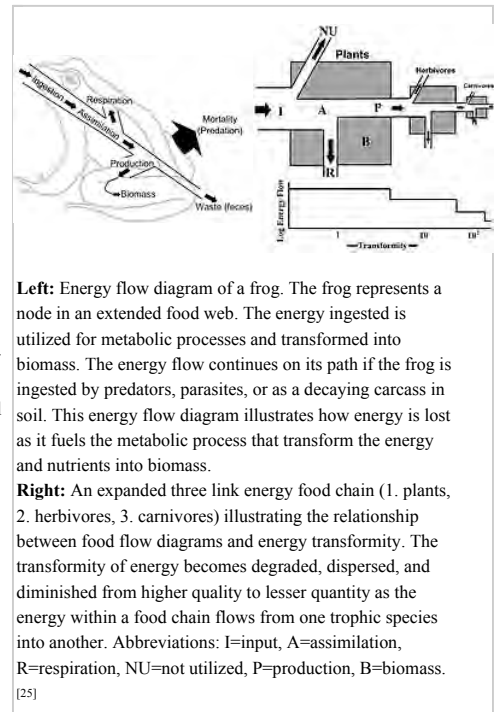 Ingestion
Respiration
Assimilation
Production
Biomass
Mortality
(Predation)
Waste (feces)
NU
Plants
Herbivores
Carnivores
I
A
P
B
R
Log Energy Flow
I
Transformity
Left: Energy flow diagram of a frog. The frog represents a
node in an extended food web. The energy ingested is
utilized for metabolic processes and transformed into
biomass. The energy flow continues on its path if the frog is
ingested by predators, parasites, or as a decaying carcass in
soil. This energy flow diagram illustrates how energy is lost
as it fuels the metabolic process that transform the energy
and nutrients into biomass.
Right: An expanded three link energy food chain (1. plants,
2. herbivores, 3. carnivores) illustrating the relationship
between food flow diagrams and energy transformity. The
transformity of energy becomes degraded, dispersed, and
diminished from higher quality to lesser quantity as the
energy within a food chain flows from one trophic species
into another. Abbreviations: I=input, A=assimilation,
R=respiration, NU=not utilized, P=production, B=biomass.
[25]